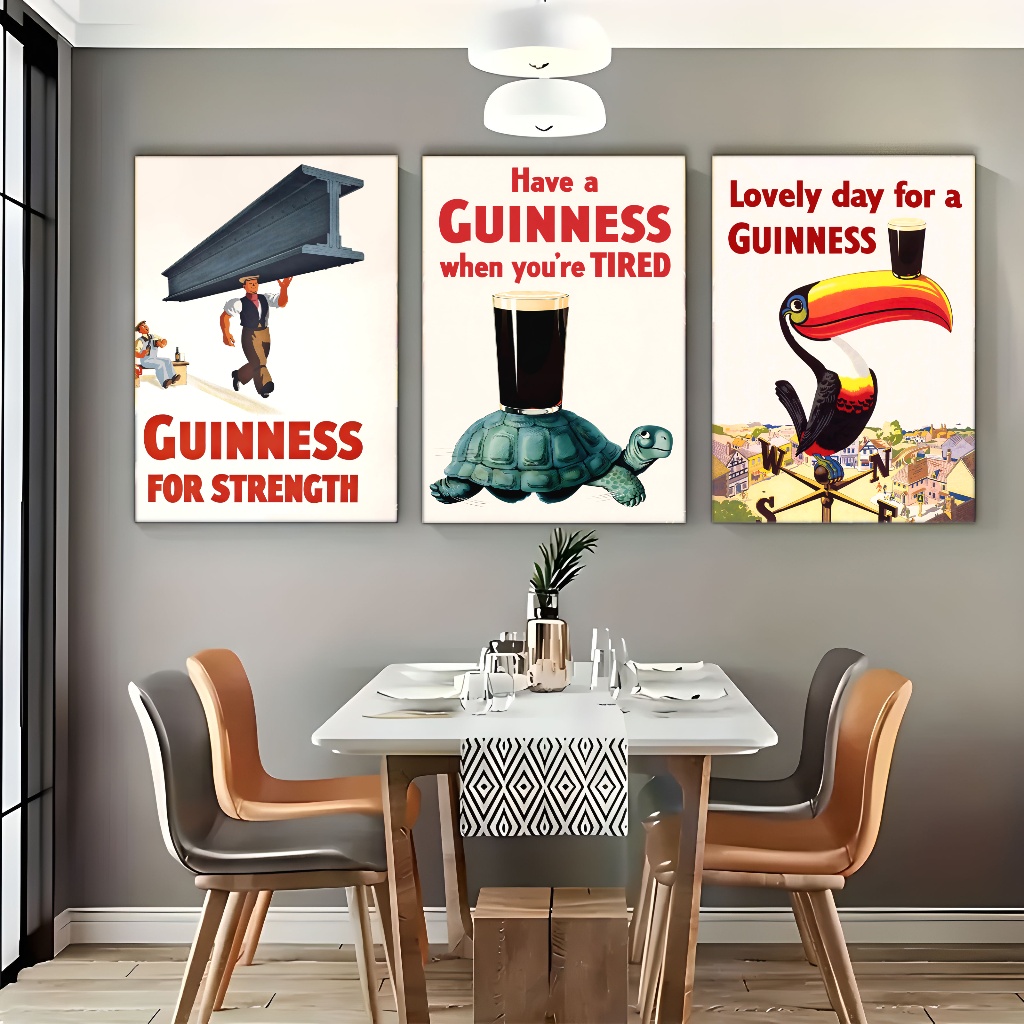 GUINNESS
FOR STRENGTH
Have a
GUINNESS
when you're TIRED
Lovely day for a
GUINNESS
W N
S E